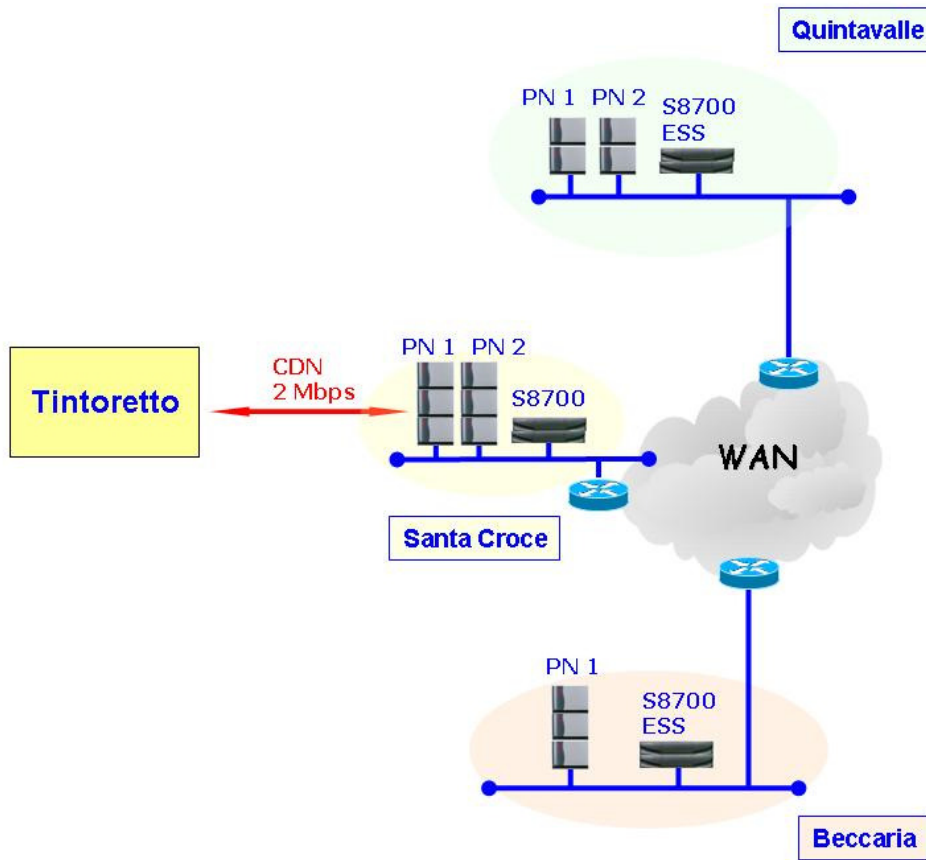 Quintavalle
PN 1 PN 2 S8700
ESS
PN 1 PN 2
CDN
2 Mbps
S8700
Tintoretto
WAN
Santa Croce
PN 1
S8700
ESS
Beccaria